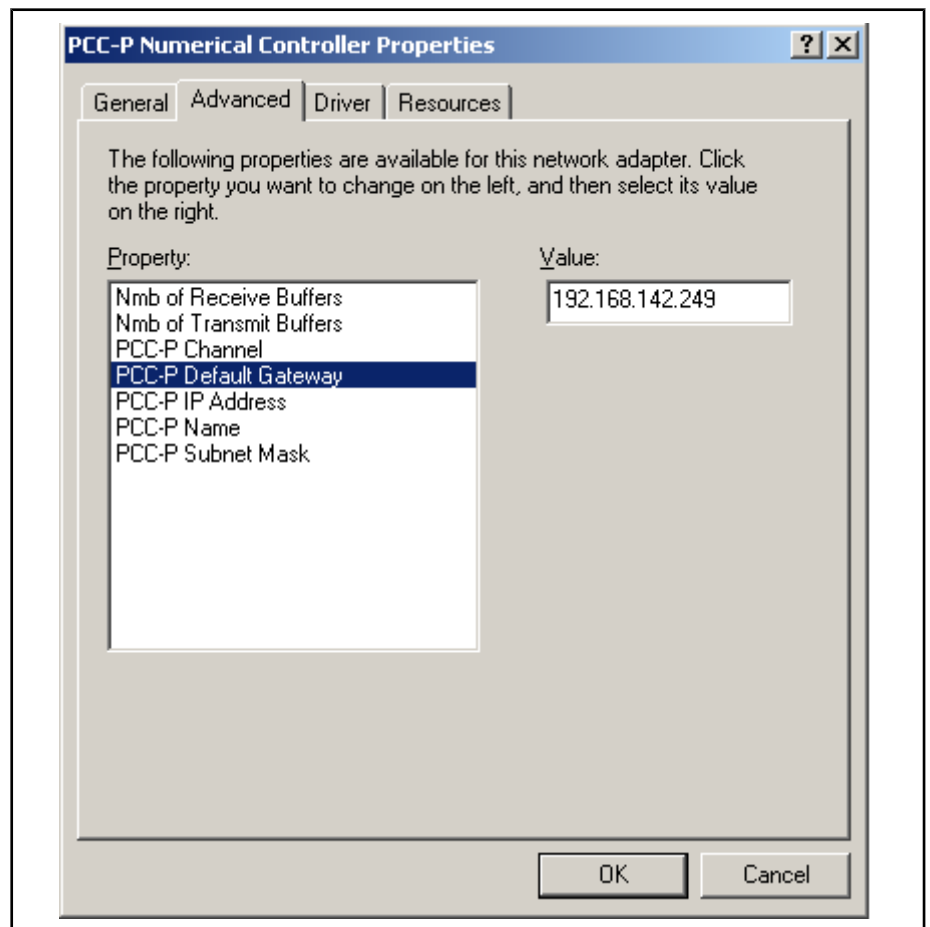 PCC-P Numerical Controller Properties
General Advanced Driver Resources
The following properties are available for this network adapter. Click
the property you want to change on the left, and then select its value
on the right.
Property: Value:
Nmb of Receive Buffers 192.168.142.249
Nmb of Transmit Buffers
PCC-P Channel
PCC-P Default Gateway
PCC-P IP Address
PCC-P Name
PCC-P Subnet Mask
OK Cancel